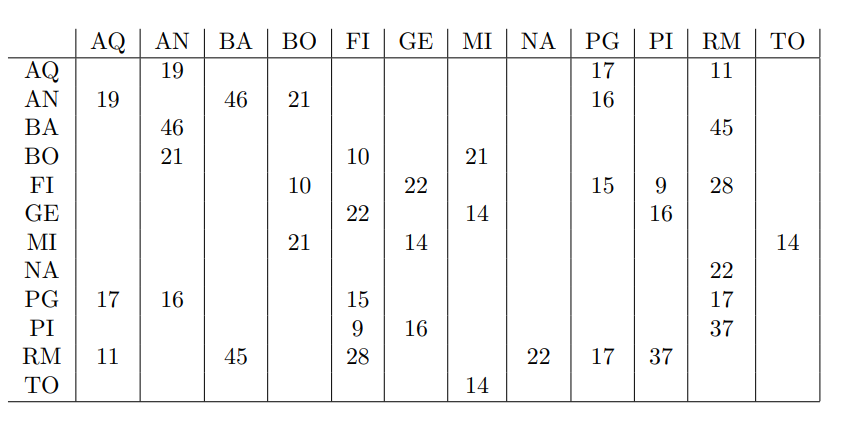 AQ AN BA BO FI GE MI NA PG PI RM TO
AQ 19 17 11
AN 19 46 21 16
BA 46 45
BO 21 10 21
FI 10 22 15 9 28
GE 22 14 16
MI 21 14 14
NA 22
PG 17 16 15 17
PI 9 16 37
RM 11 45 28 22 17 37
TO 14